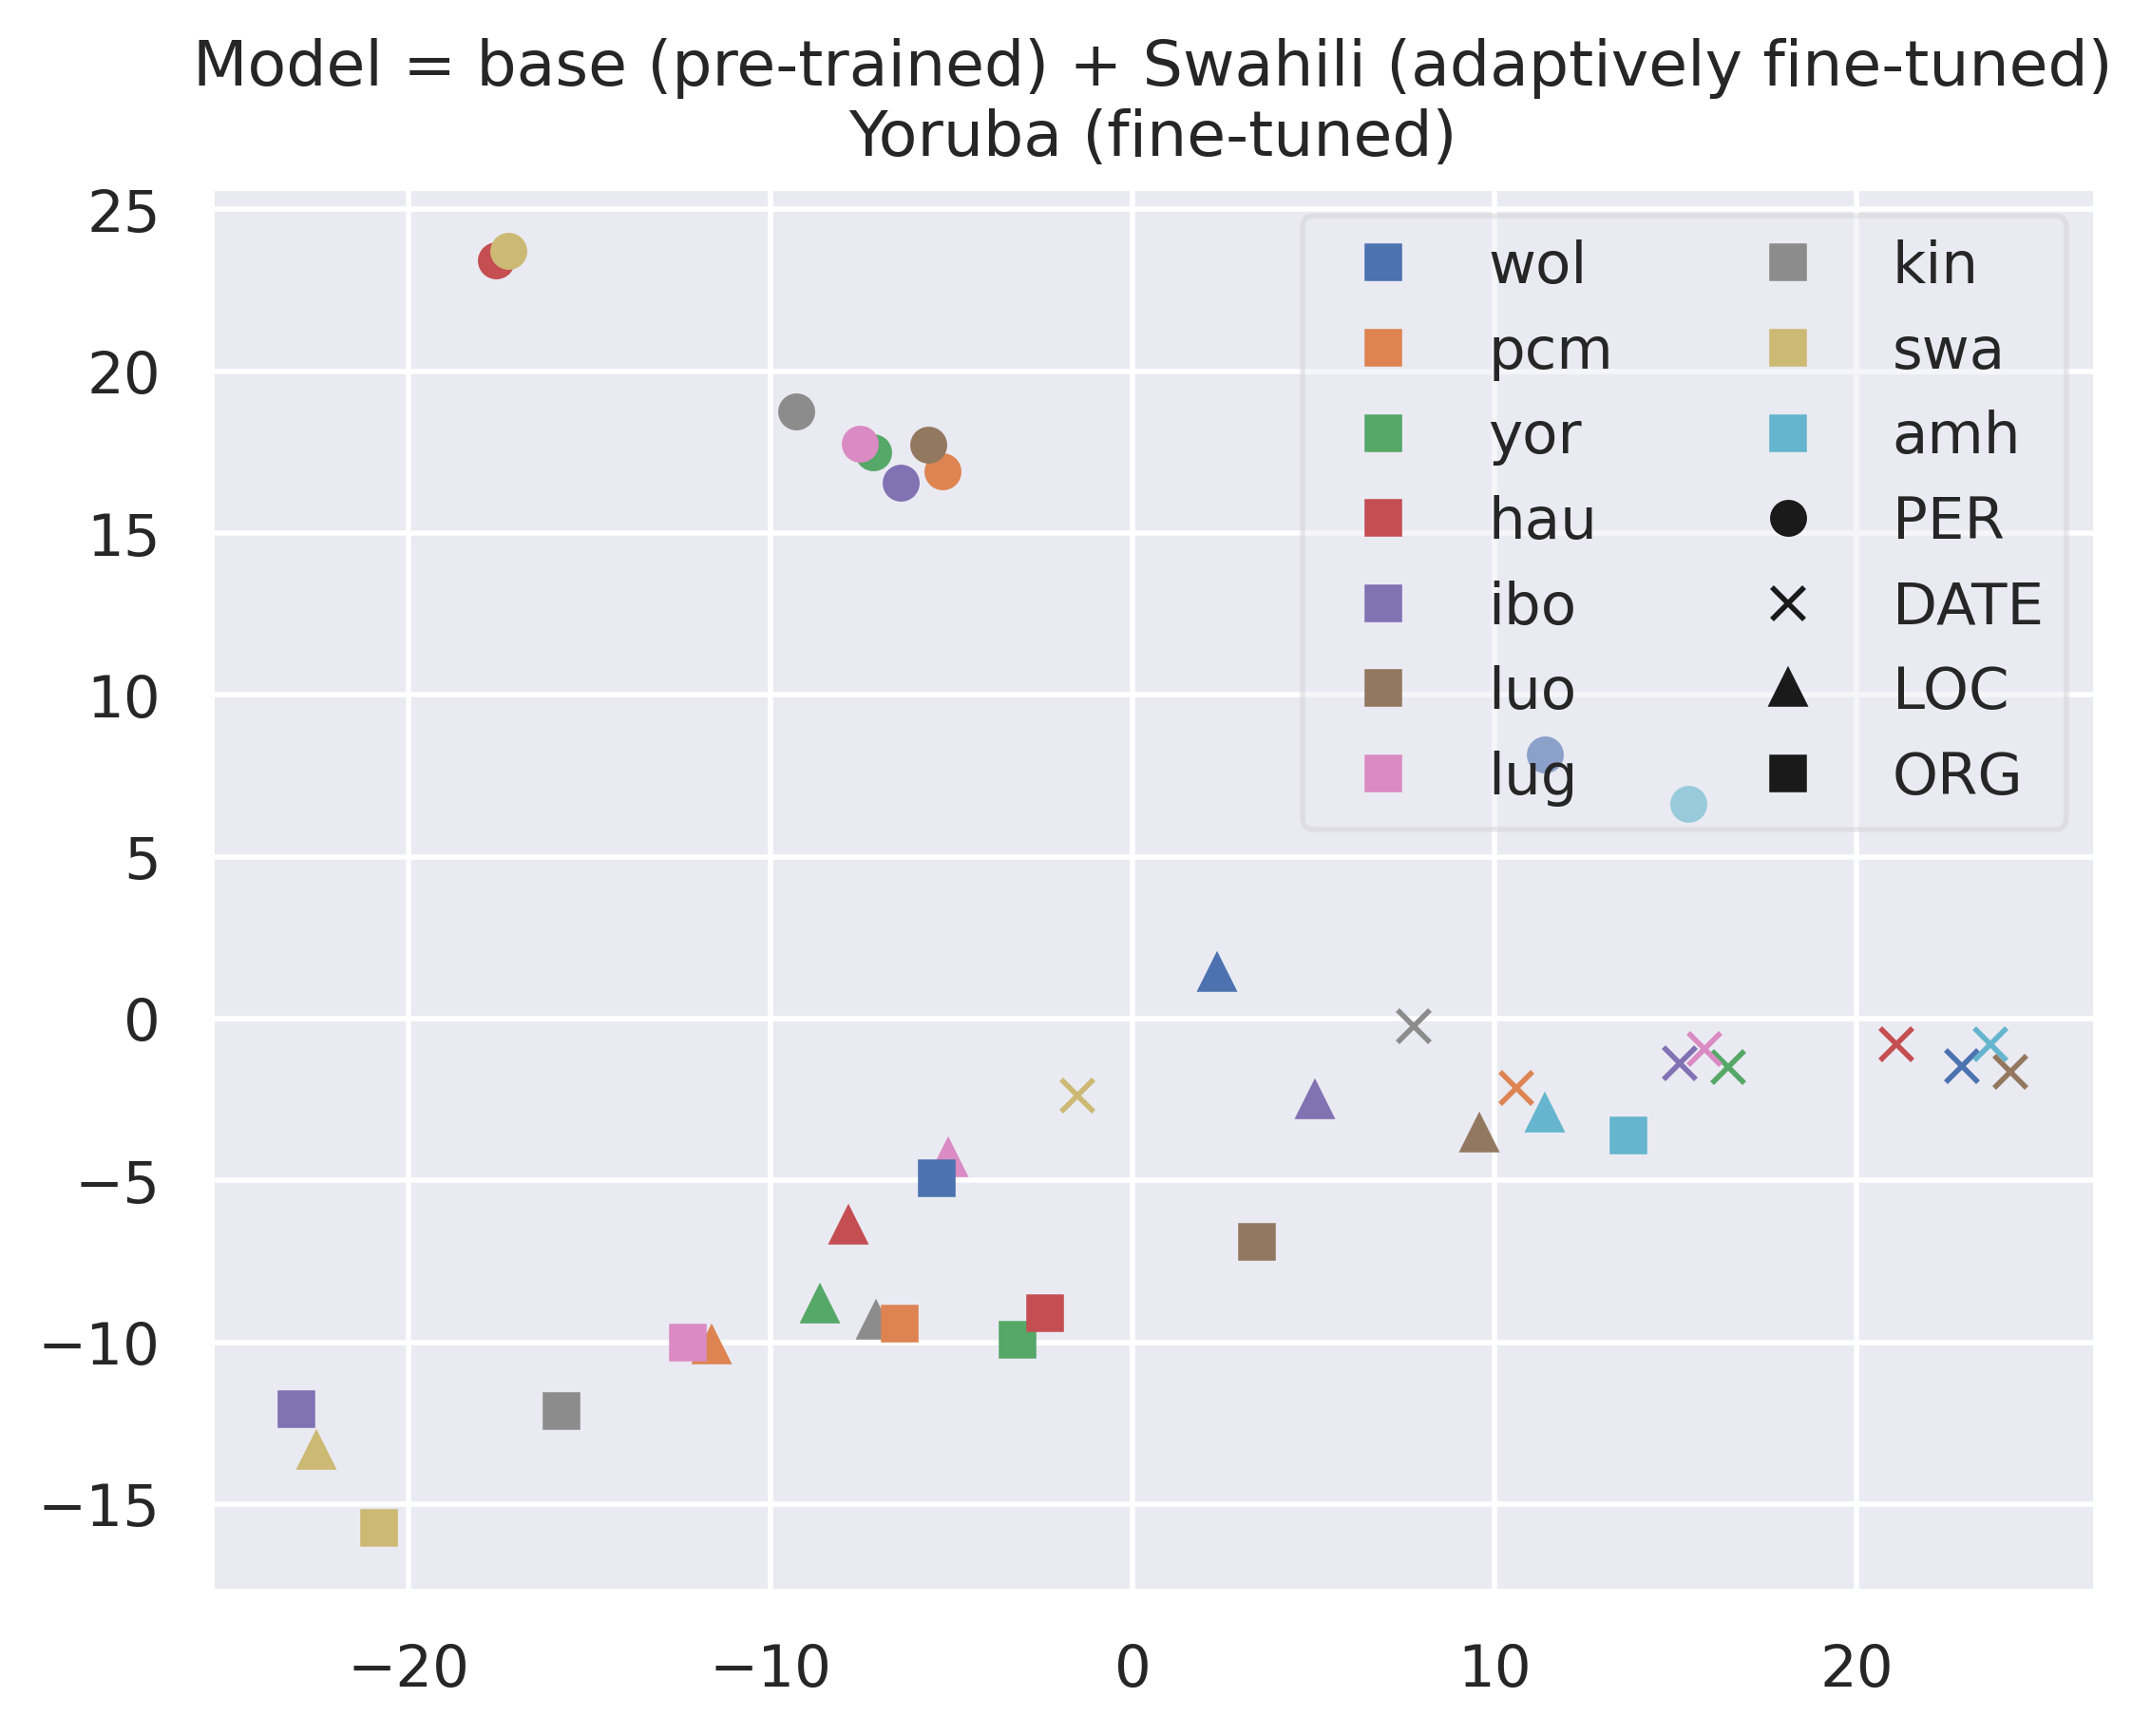 Model = base (pre-trained) + Swahili (adaptively fine-tuned)
Yoruba (fine-tuned)
25
20
15
10
5
0
−5
−10
−15
wol
pcm
yor
hau
ibo
luo
lug
kin
swa
amh
PER
DATE
LOC
ORG
−20
−10
0
10
20